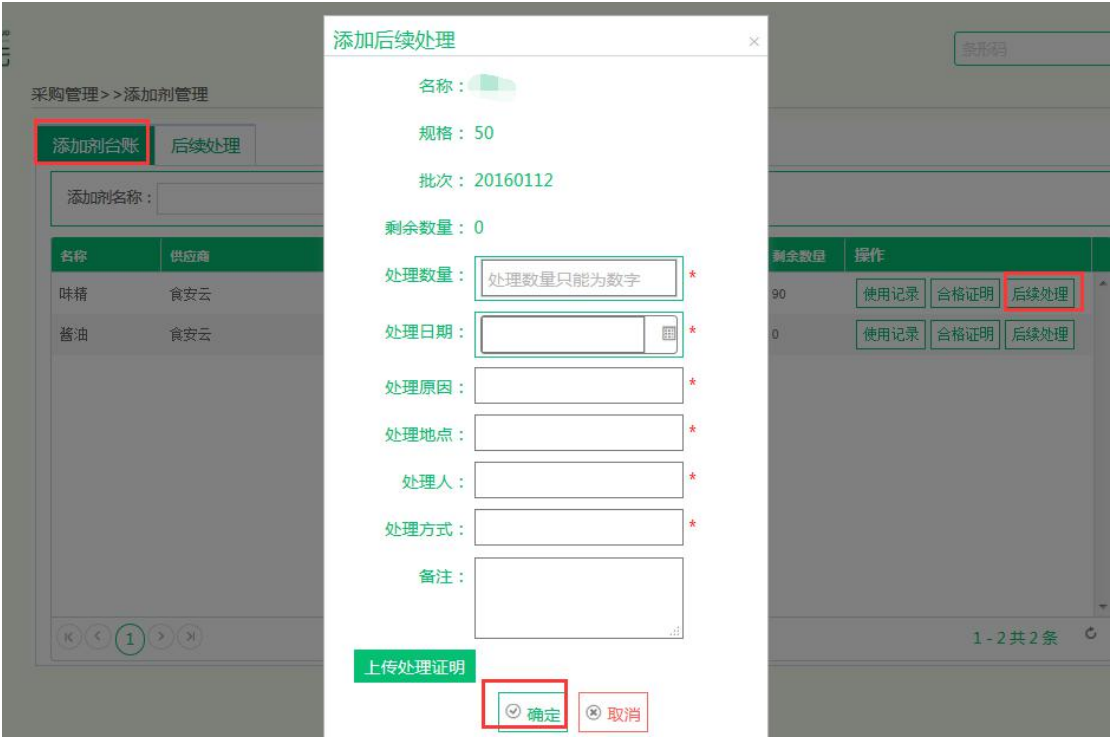 添加后续处理
条形码
采购管理>>添加剂管理
添加剂台账 后续处理
添加剂名称：
名称：
规格： 50
批次： 20160112
剩余数量： 0
处理数量： 处理数量只能为数字 *
处理日期： *
处理原因： *
处理地点： *
处理人： *
处理方式： *
备注：
上传处理证明
确定 取消
名称 供应商 剩余数量 操作
味精 食安云 90 使用记录 合格证明 后续处理
酱油 食安云 0 使用记录 合格证明 后续处理
1 1 - 2 共 2 条